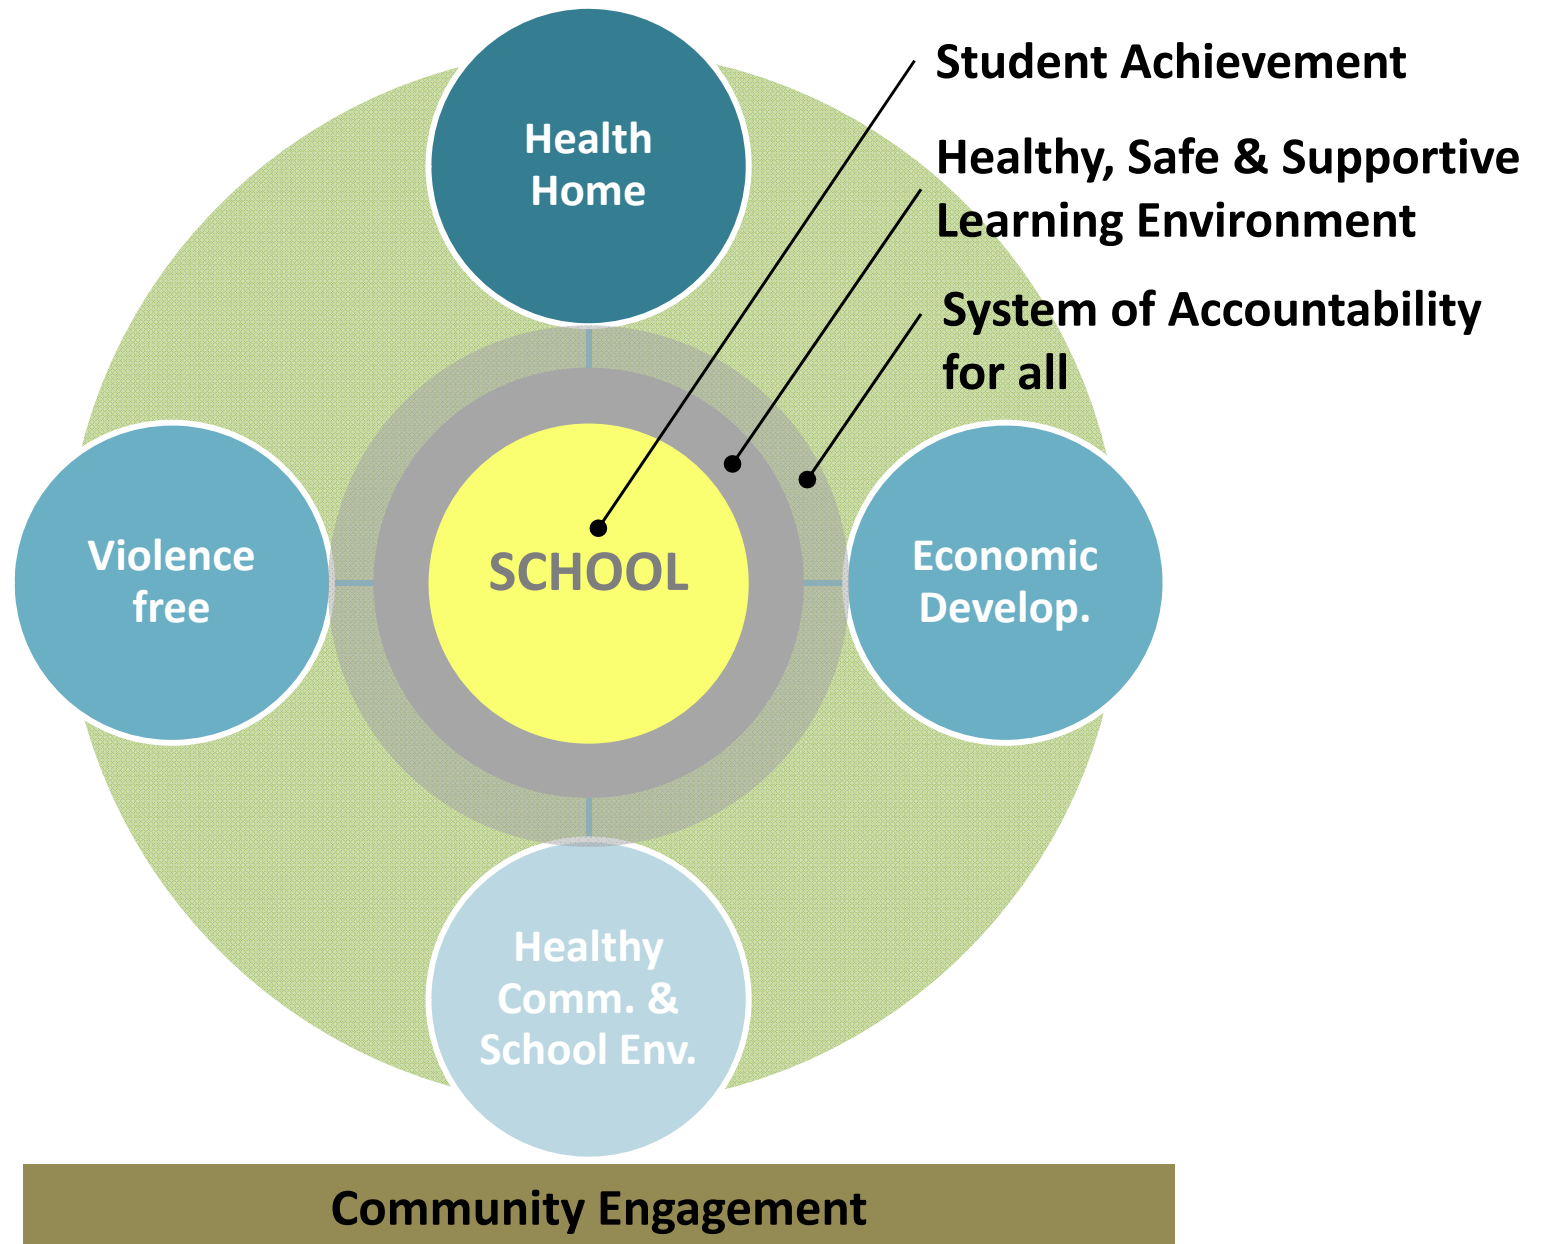 Student Achievement
Health
Home
Healthy, Safe & Supportive
Learning Environment
System of Accountability
for all
Violence
free
SCHOOL
Economic
Develop.
Healthy
Comm. &
School Env.
Community Engagement